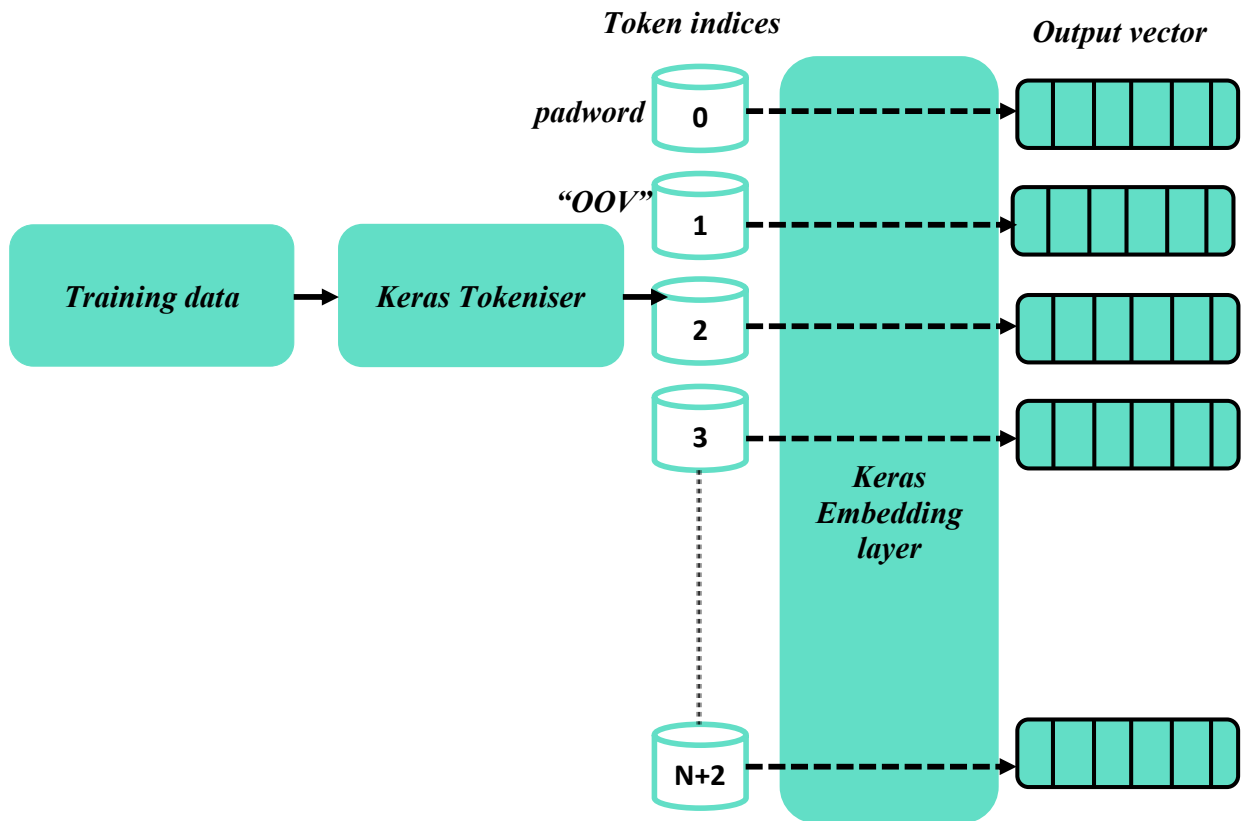 Token indices
Output vector
padword
0
“OOV”
1
Training data
Keras Tokeniser
2
3
Keras
Embedding
layer
N+2